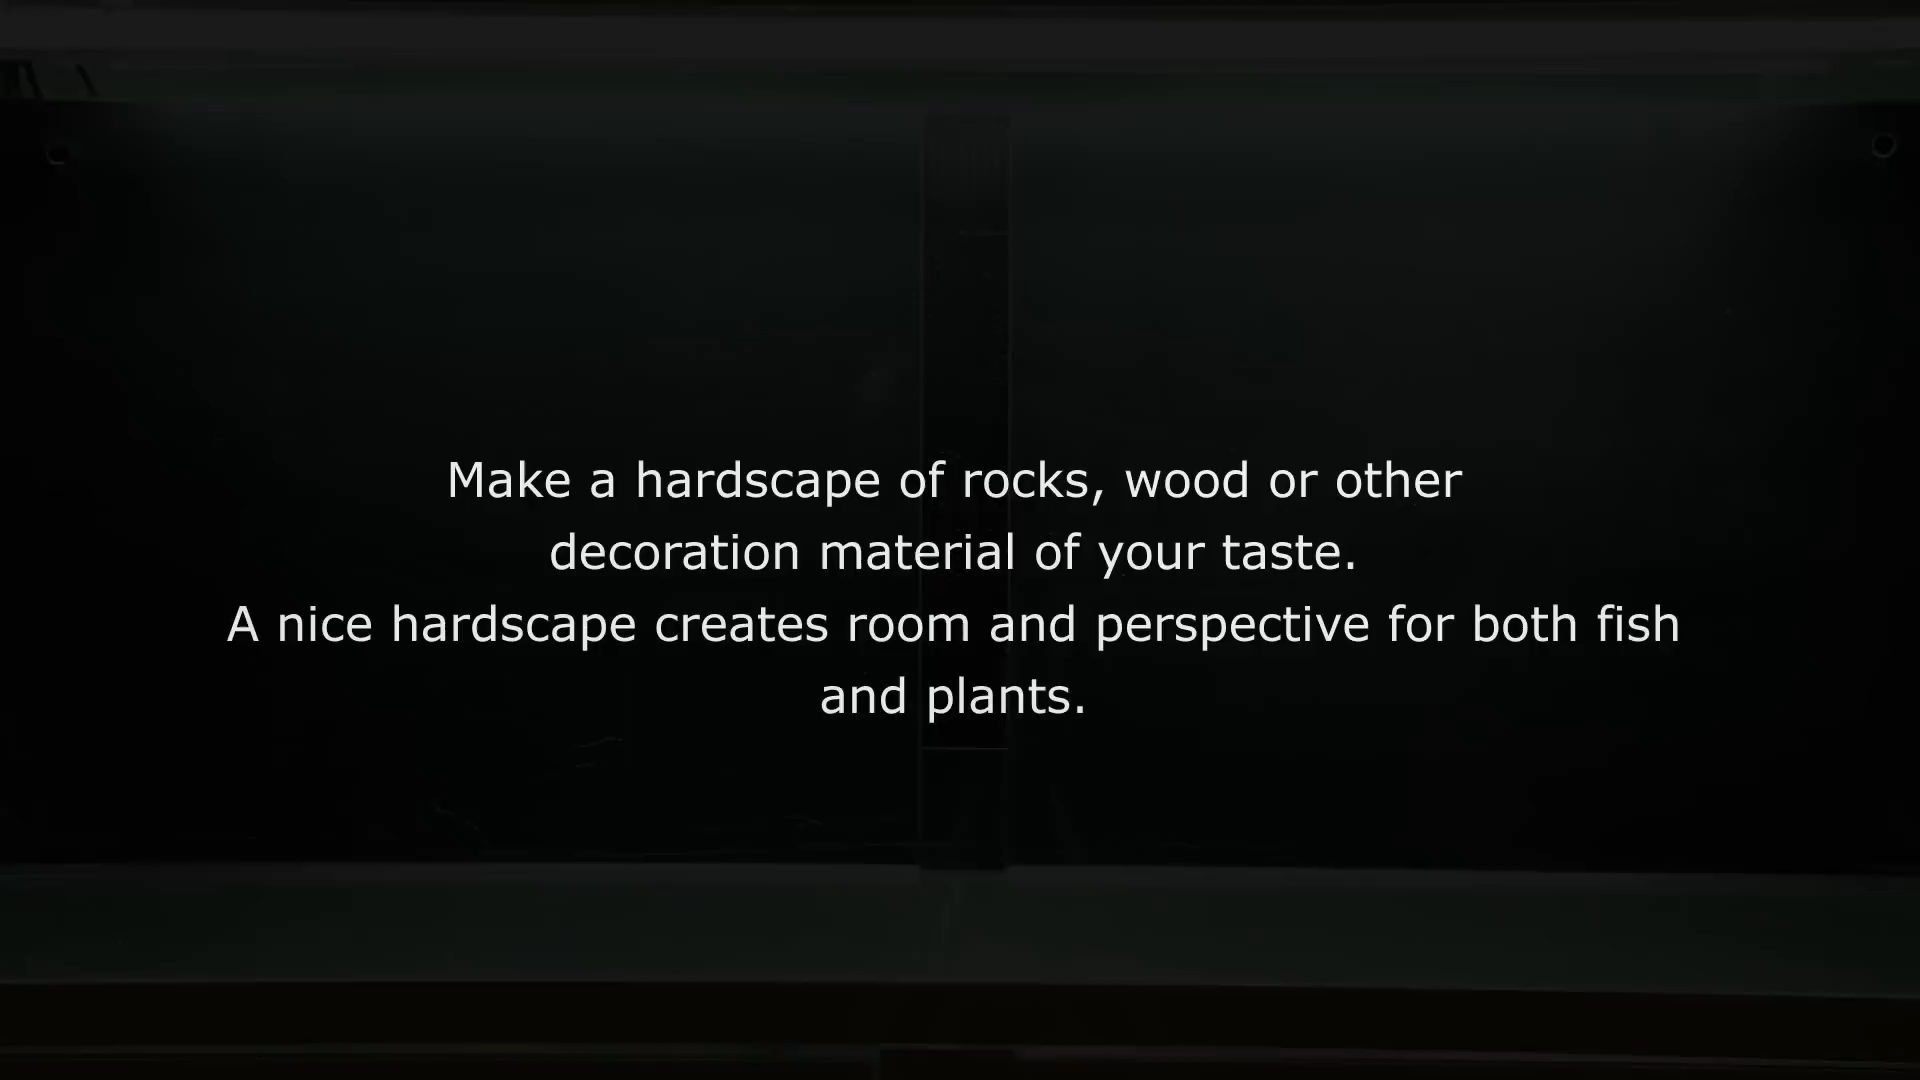 Make a hardscape of rocks, wood or other
decoration material of your taste.
A nice hardscape creates room and perspective for both fish
and plants.